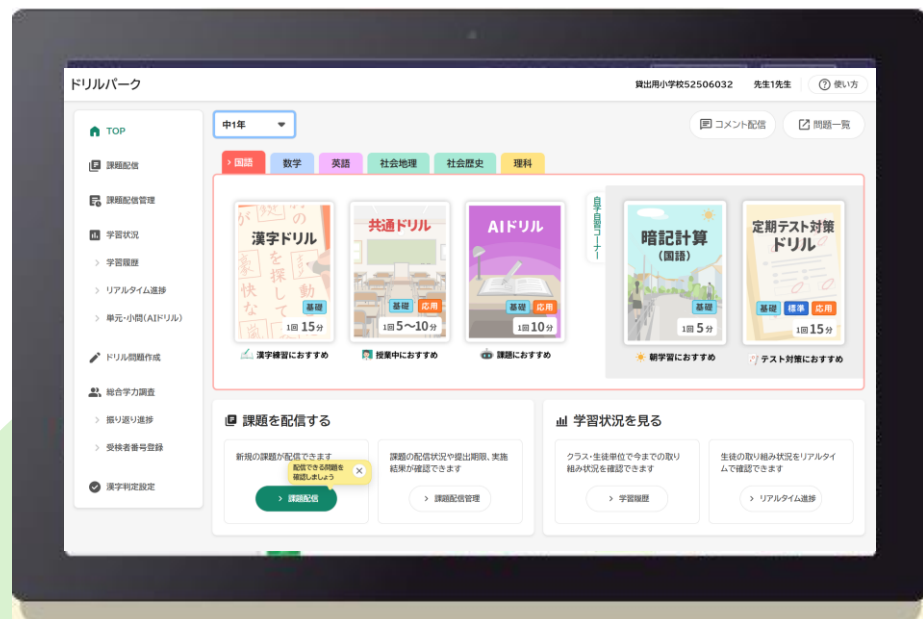 ドリルパーク
貸出用小学校52506032 先生1先生 使い方
TOP
課題配信
課題配信管理
学習状況
学習履歴
リアルタイム進捗
単元・小問(AIドリル)
ドリル問題作成
総合学力調査
振り返り進捗
受検者番号登録
漢字判定設定
中1年
コメント配信 問題一覧
国語 数学 英語 社会地理 社会歴史 理科
漢字ドリル
基礎
1回 15分
漢字練習におすすめ
共通ドリル
基礎 応用
1回 5〜10分
授業中におすすめ
AIドリル
基礎 応用
1回 10分
課題におすすめ
自学自習コーナー
暗記計算
(国語)
基礎
1回 5分
朝学習におすすめ
定期テスト対策
ドリル
基礎 標準 応用
1回 15分
テスト対策におすすめ
課題を配信する
新規の課題が配信できます
配信できる問題を
確認しましょう
課題配信
課題の配信状況や提出期限、実施
結果が確認できます
課題配信管理
学習状況を見る
クラス・生徒単位で今までの取り
組み状況を確認できます
学習履歴
生徒の取り組み状況をリアルタイ
ムで確認できます
リアルタイム進捗